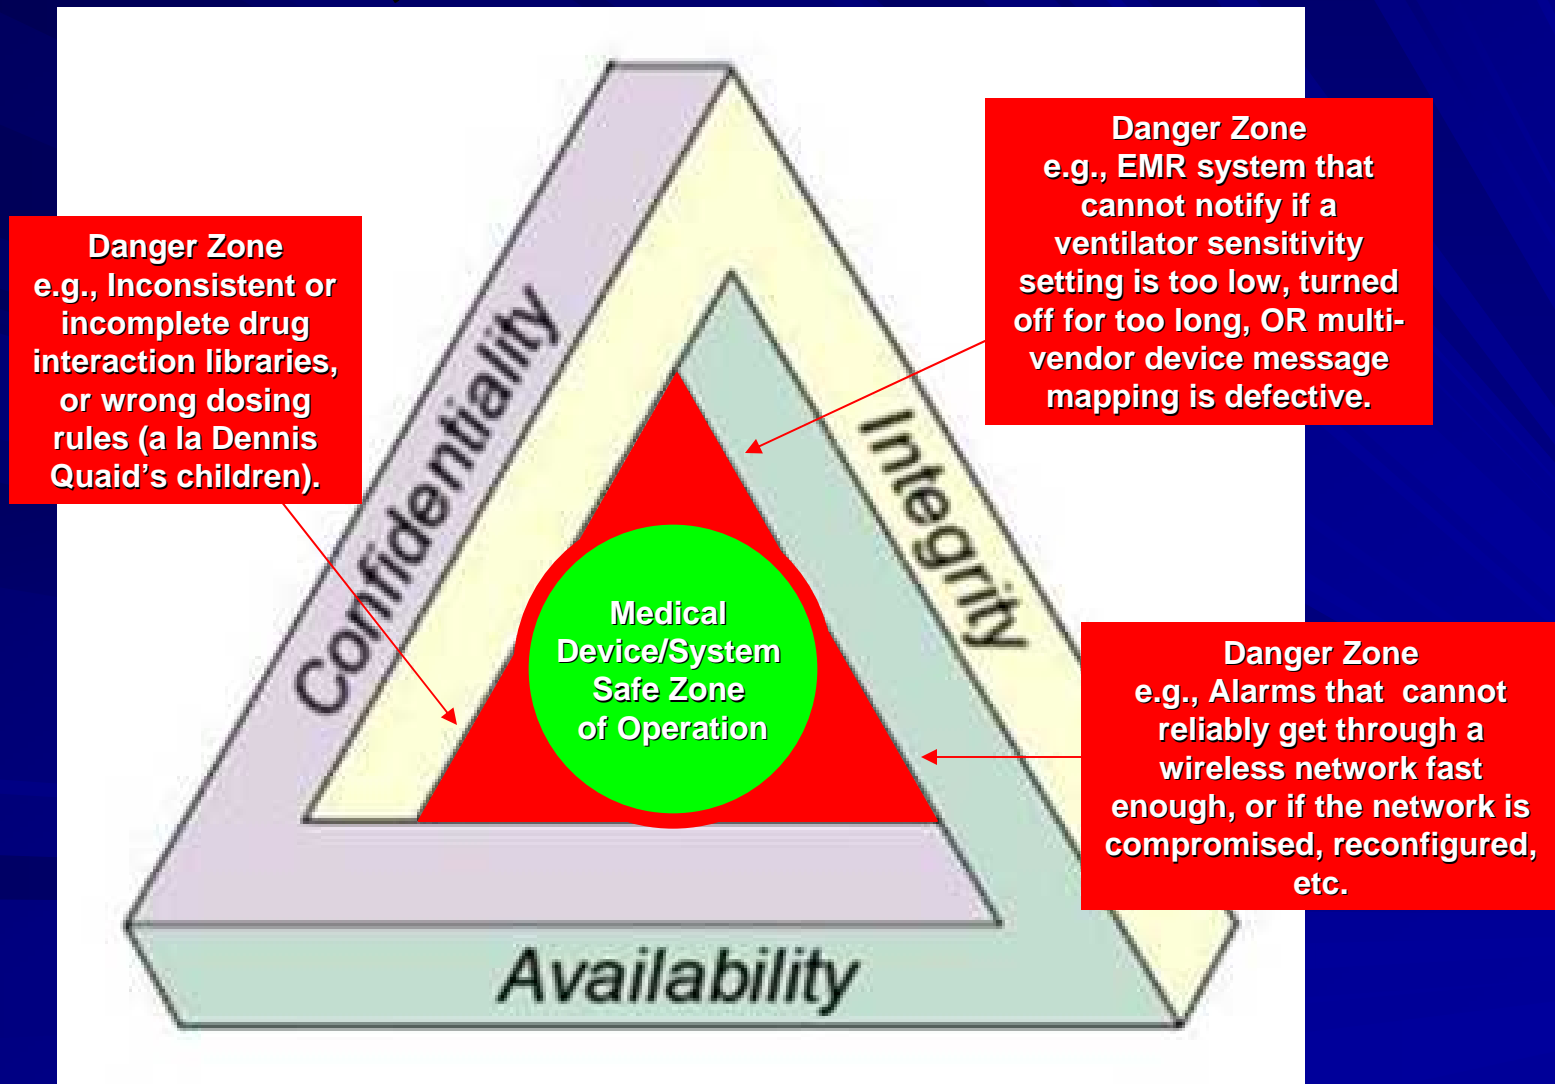 Danger Zone
e.g., Inconsistent or
incomplete drug
interaction libraries,
or wrong dosing
rules (a la Dennis
Quaid's children).
Danger Zone
e.g., EMR system that
cannot notify if a
ventilator sensitivity
setting is too low, turned
off for too long, OR multi-
vendor device message
mapping is defective.
Confidentiality
Integrity
Medical
Device/System
Safe Zone
of Operation
Danger Zone
e.g., Alarms that cannot
reliably get through a
wireless network fast
enough, or if the network is
compromised, reconfigured,
etc.
Availability